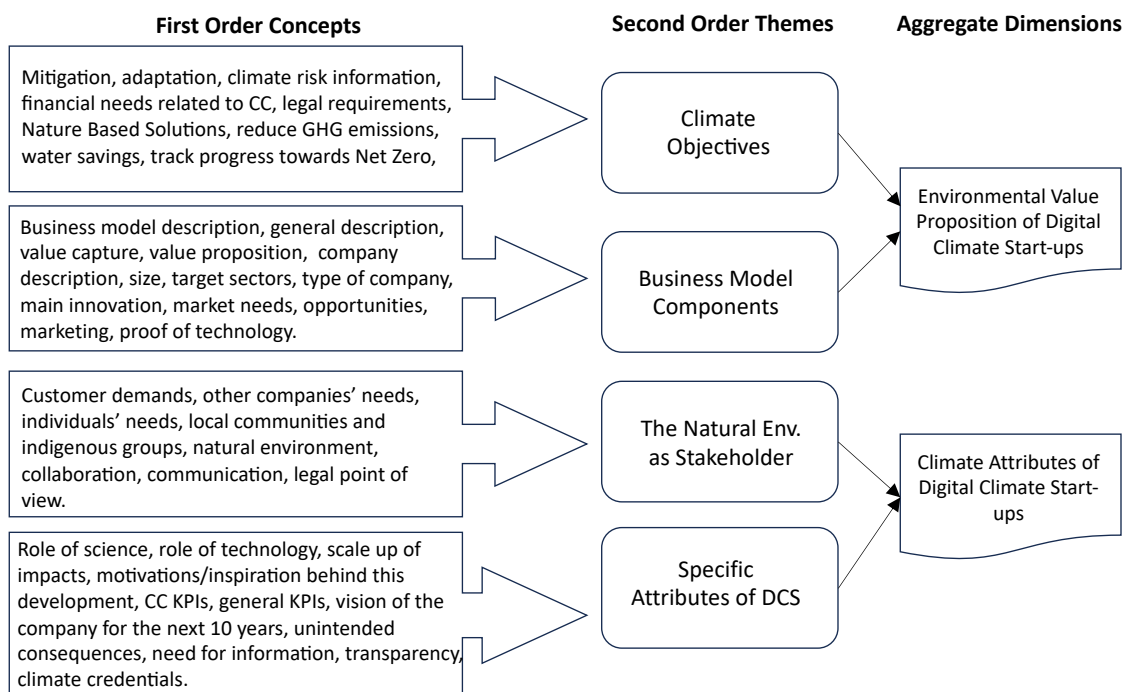 First Order Concepts
Second Order Themes
Aggregate Dimensions
Mitigation, adaptation, climate risk information,
financial needs related to CC, legal requirements,
Nature Based Solutions, reduce GHG emissions,
water savings, track progress towards Net Zero,
Climate
Objectives
Environmental Value
Proposition of Digital
Climate Start-ups
Business model description, general description,
value capture, value proposition, company
description, size, target sectors, type of company,
main innovation, market needs, opportunities,
marketing, proof of technology.
Business Model
Components
Customer demands, other companies’ needs,
individuals’ needs, local communities and
indigenous groups, natural environment,
collaboration, communication, legal point of
view.
The Natural Env.
as Stakeholder
Climate Attributes of
Digital Climate Start-
ups
Role of science, role of technology, scale up of
impacts, motivations/inspiration behind this
development, CC KPIs, general KPIs, vision of the
company for the next 10 years, unintended
consequences, need for information, transparency,
climate credentials.
Specific
Attributes of DCS